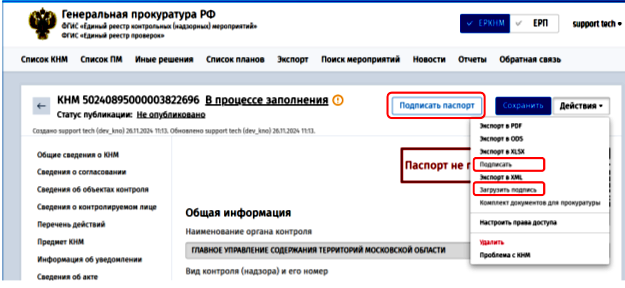 Генеральная прокуратура РФ
ФГИС «Единый реестр контрольных (надзорных) мероприятий»
ФГИС «Единый реестр проверок»
ЕРКНМ
ЕРП
support tech
Список КНМ Список ПМ Иные решения Список планов Экспорт Поиск мероприятий Новости Отчеты Обратная связь
КНМ 50240895000003822696 В процессе заполнения
Подписать паспорт
Сохранить
Действия
Статус публикации: Не опубликовано
Создано support tech (dev_kno) 26.11.2024 11:13. Обновлено support tech (dev_kno) 26.11.2024 11:13.
Экспорт в PDF
Экспорт в ODS
Экспорт в XLSX
Подписать
Экспорт в XML
Загрузить подпись
Комплект документов для прокуратуры
Настроить права доступа
Удалить
Проблема с КНМ
Общие сведения о КНМ
Сведения о согласовании
Сведения об объектах контроля
Сведения о контролируемом лице
Перечень действий
Предмет КНМ
Информация об уведомлении
Сведения об акте
Паспорт не п
Общая информация
Наименование органа контроля
ГЛАВНОЕ УПРАВЛЕНИЕ СОДЕРЖАНИЯ ТЕРРИТОРИЙ МОСКОВСКОЙ ОБЛАСТИ
Вид контроля (надзора) и его номер